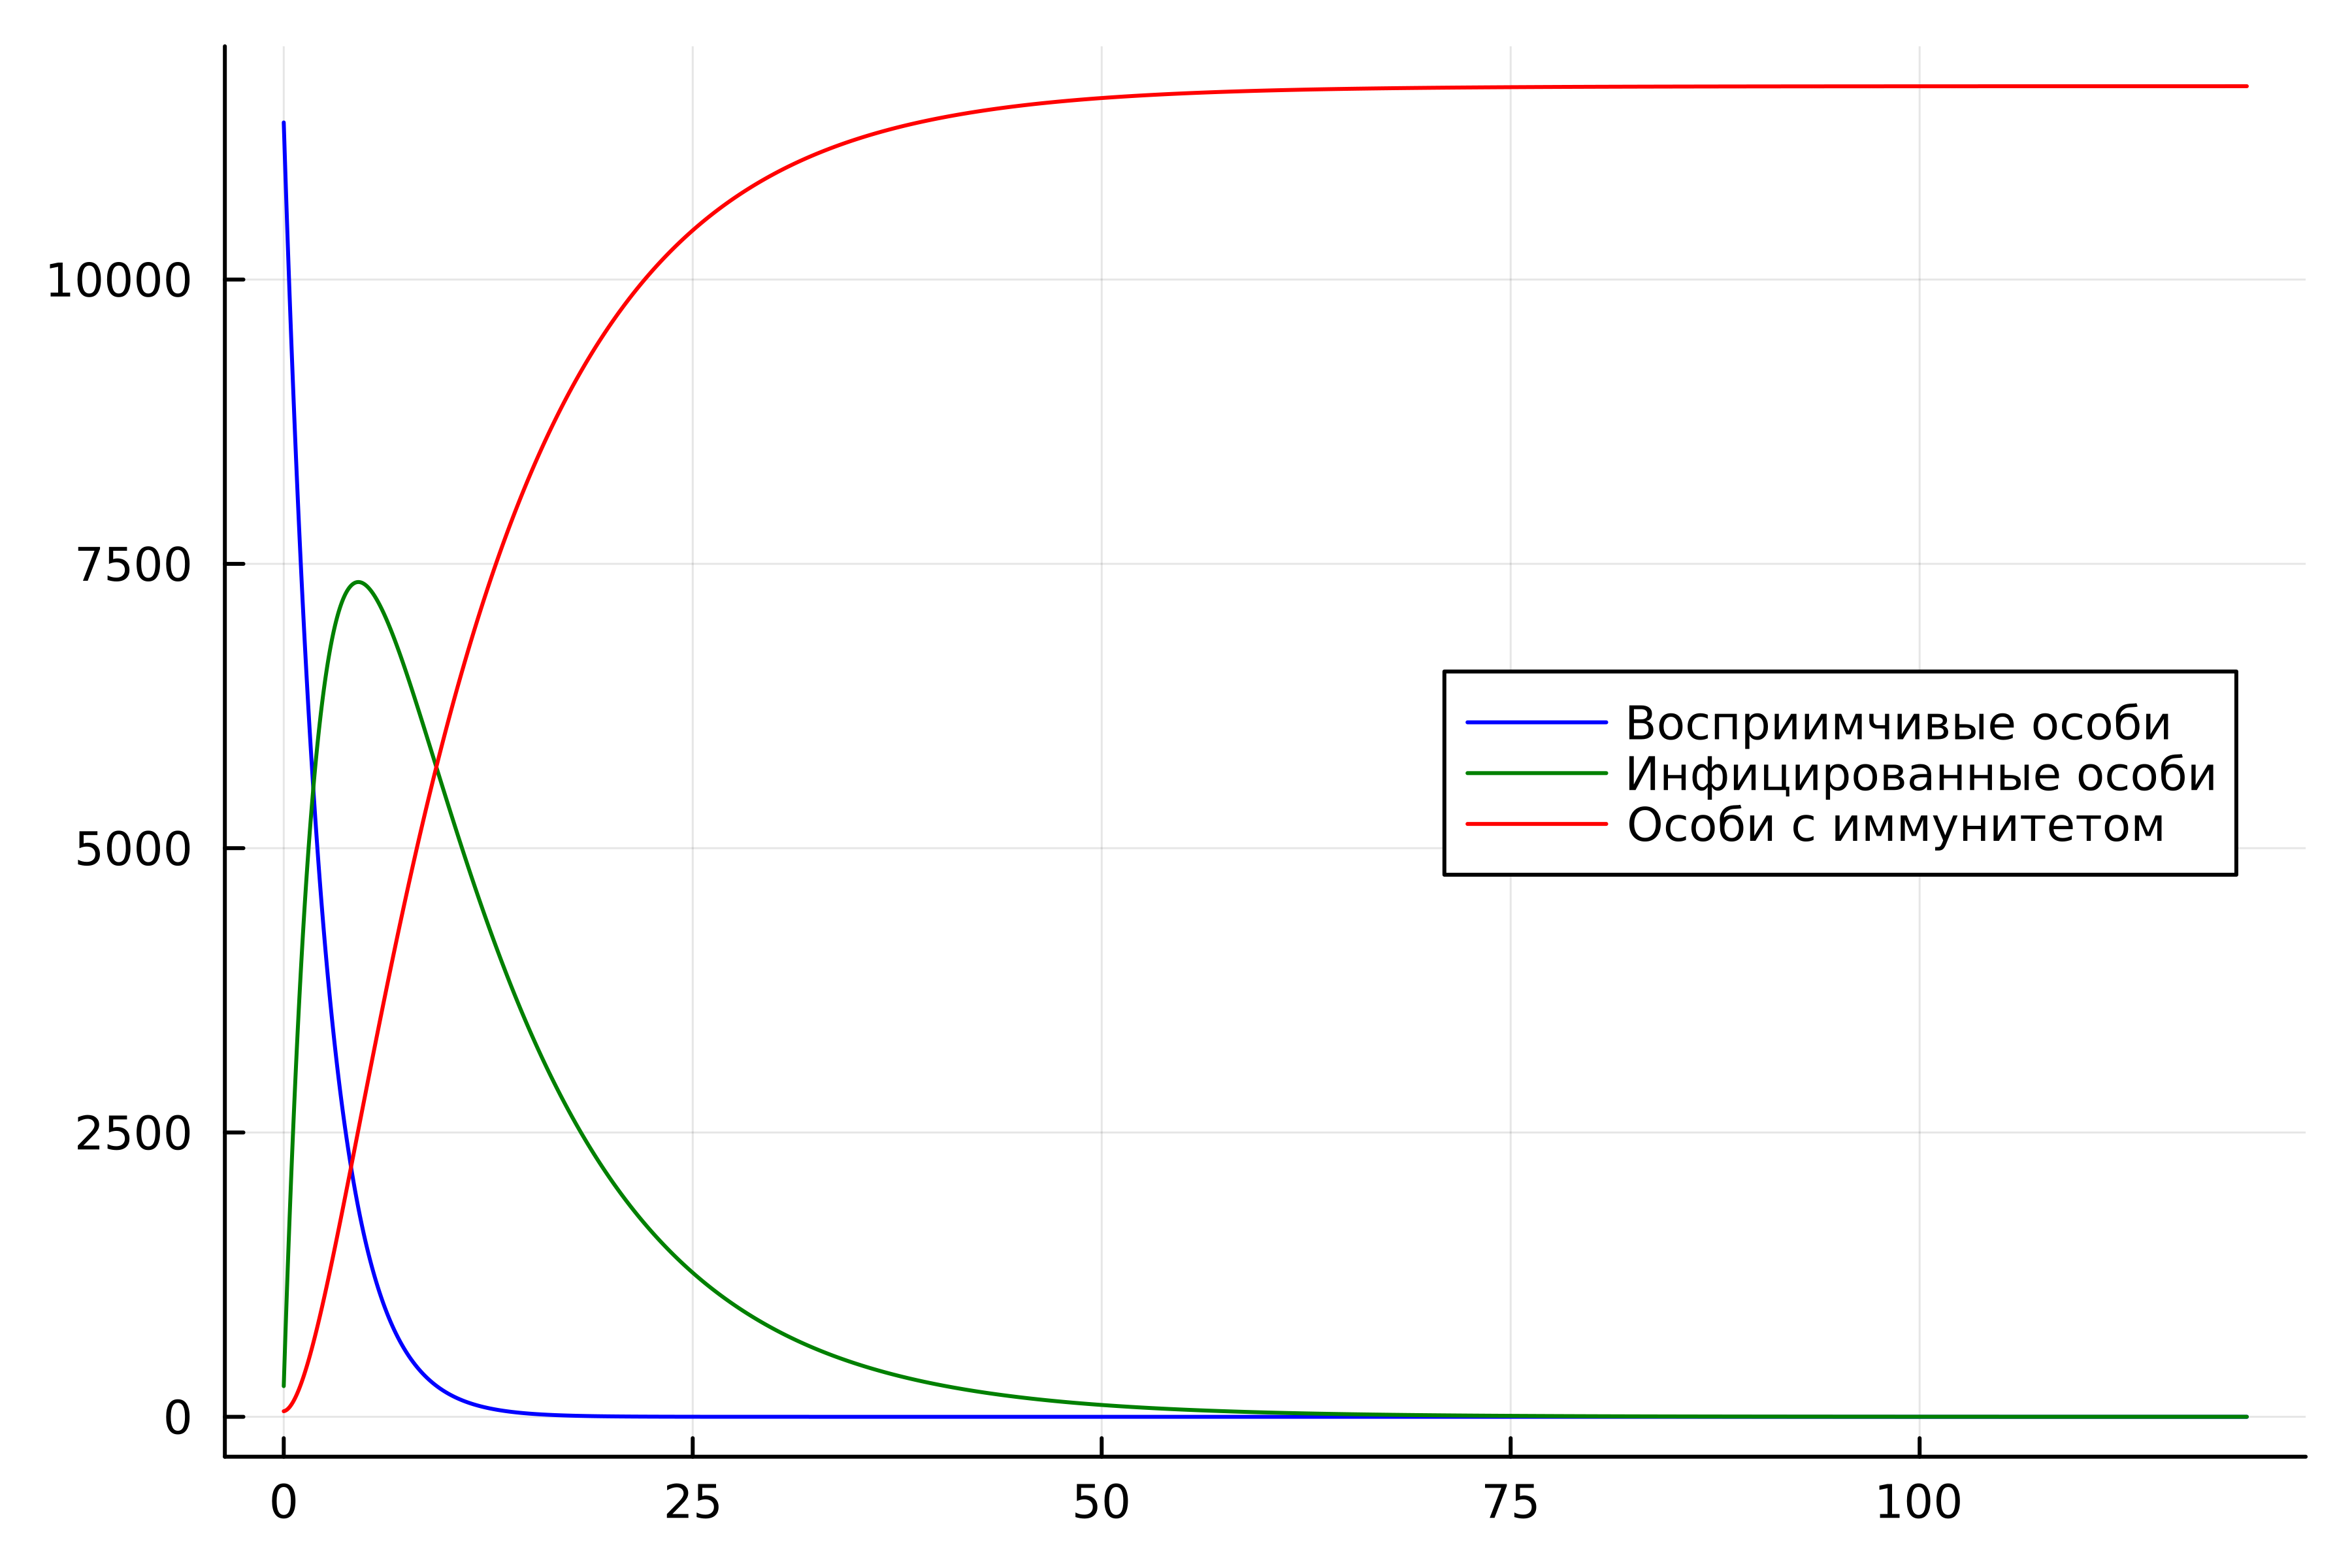 10000
7500
5000
2500
0
Восприимчивые особи
Инфицированные особи
Особи с иммунитетом
0 25 50 75 100